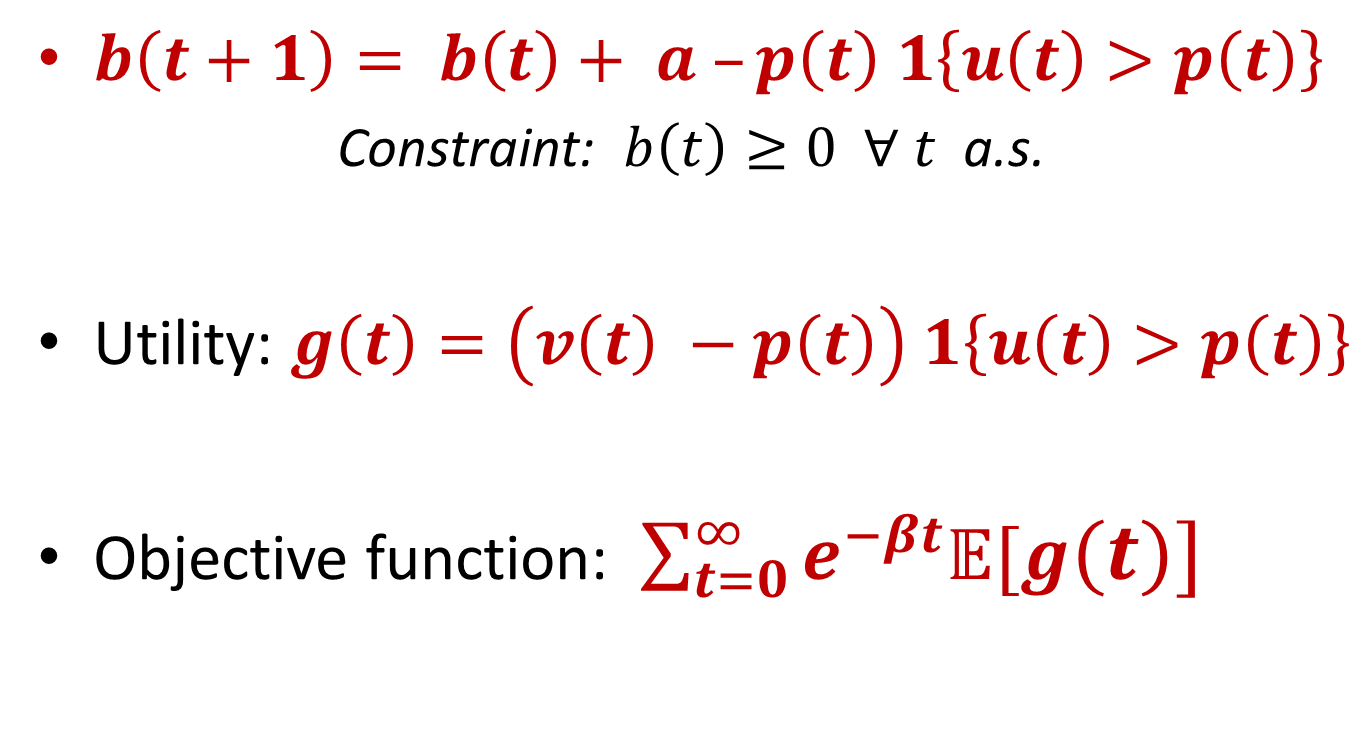 • b(t + 1) = b(t) + a – p(t) 1{u(t) > p(t)}
Constraint: b(t) ≥ 0 ∀ t a.s.
• Utility: g(t) = (v(t) − p(t)) 1{u(t) > p(t)}
• Objective function: ∑_{t=0}^{∞} e^{−βt} 𝔼[g(t)]